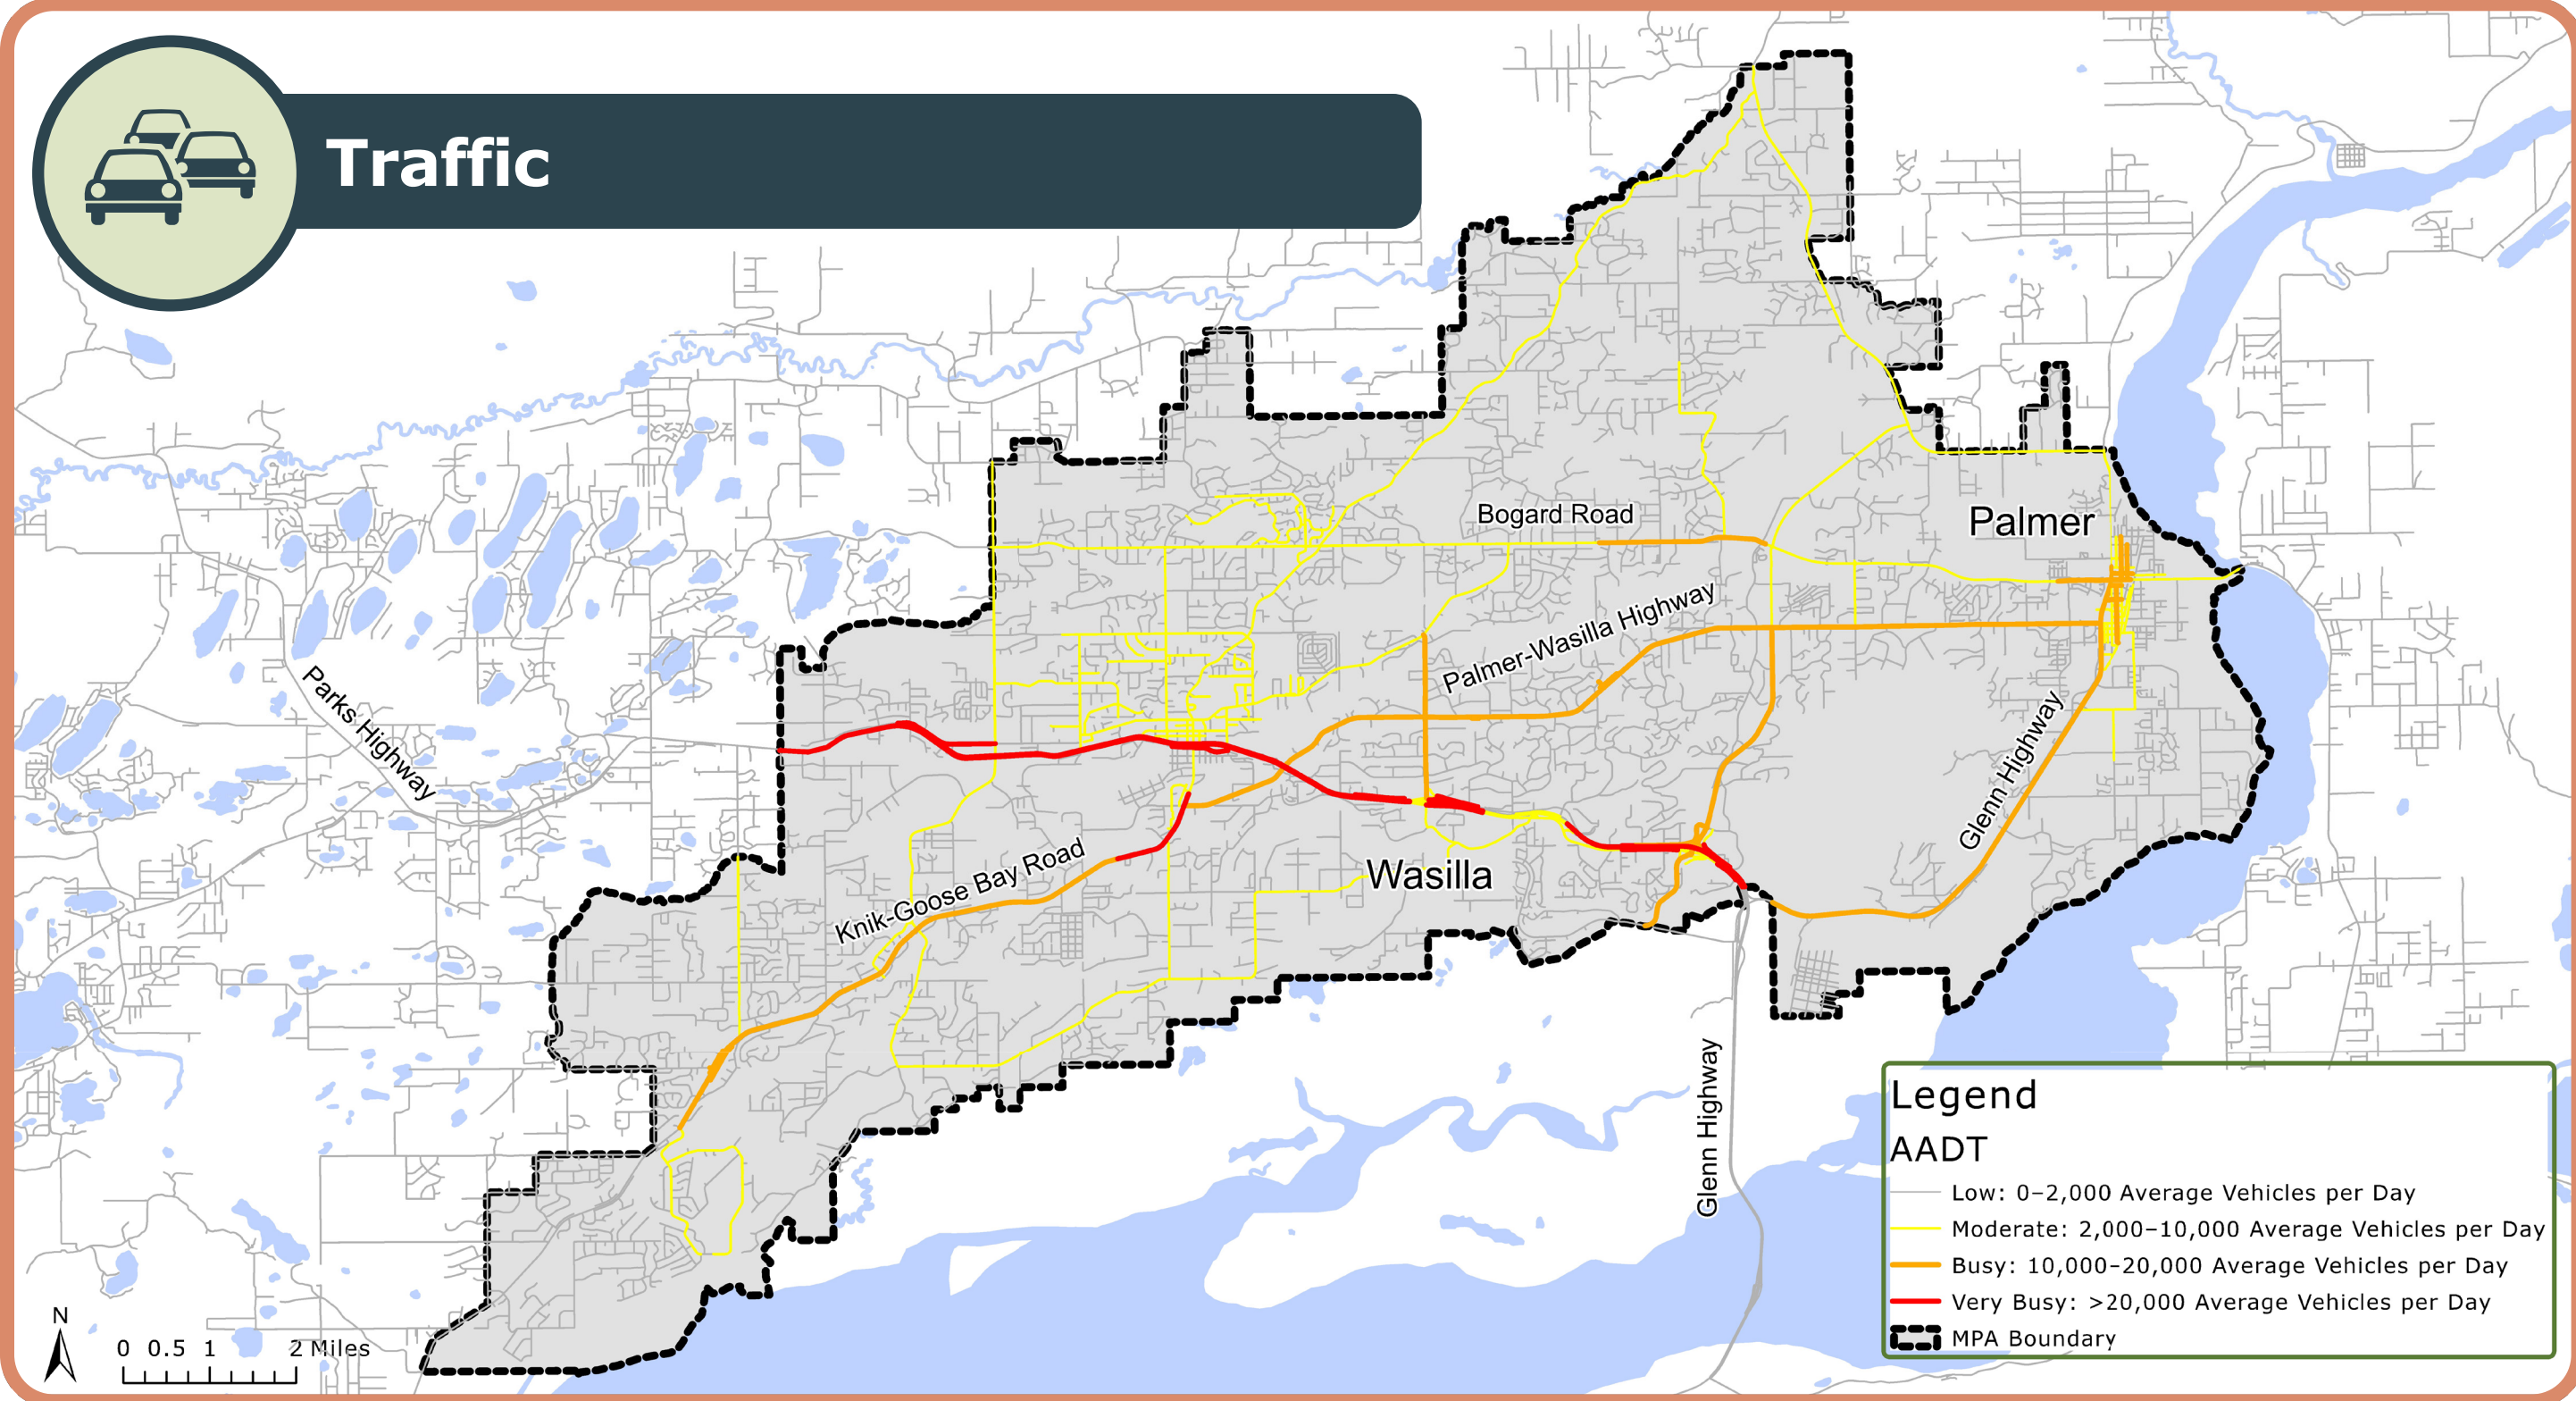 Traffic
Bogard Road
Palmer
Palmer-Wasilla Highway
Parks Highway
Glenn Highway
Wasilla
Knik-Goose Bay Road
Glenn Highway
N
0 0.5 1 2 Miles
Legend
AADT
Low: 0–2,000 Average Vehicles per Day
Moderate: 2,000–10,000 Average Vehicles per Day
Busy: 10,000–20,000 Average Vehicles per Day
Very Busy: >20,000 Average Vehicles per Day
MPA Boundary